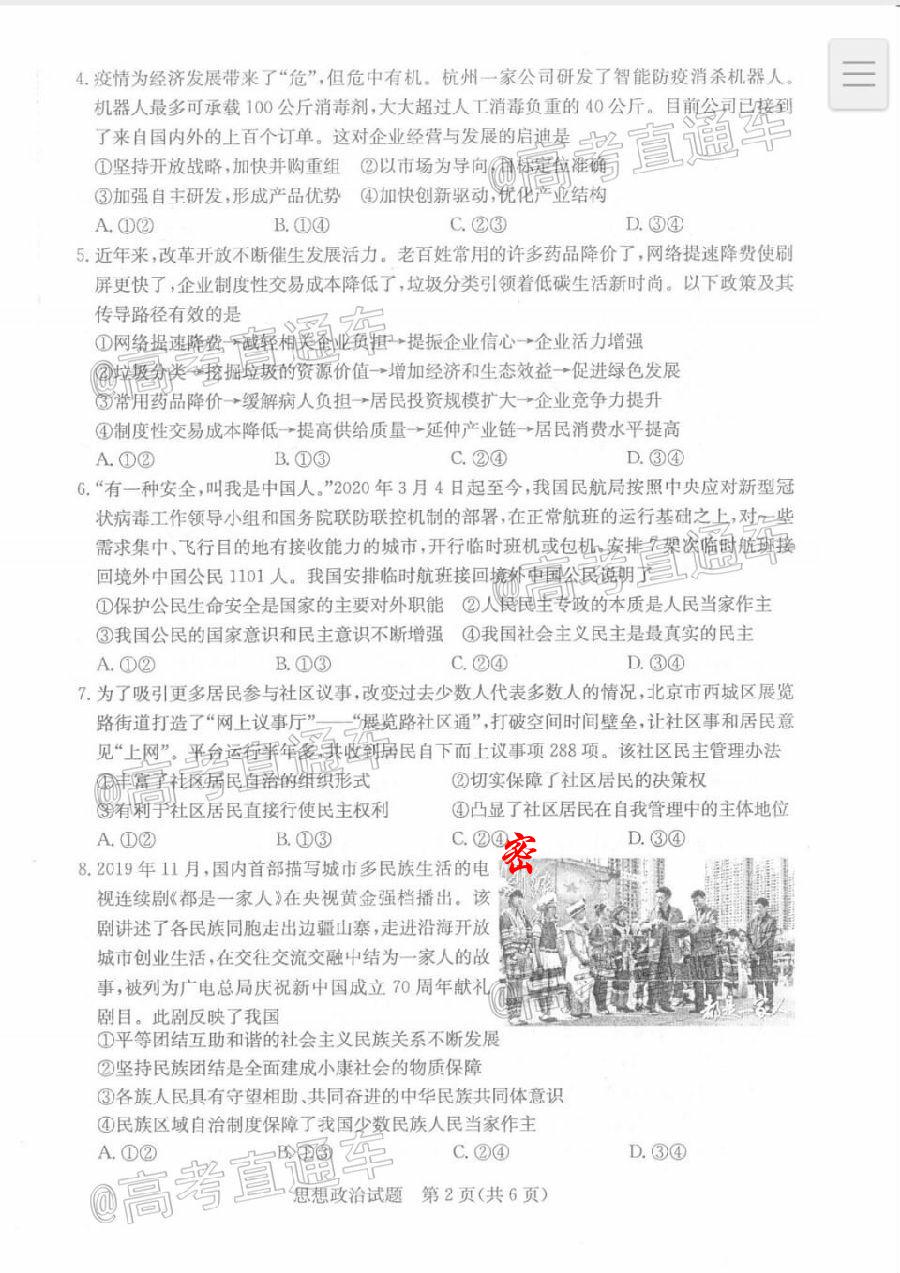 4. 疫情为经济发展带来了“危”,但危中有机。杭州一家公司研发了智能防疫消杀机器人。
机器人最多可承载 100 公斤消毒剂,大大超过人工消毒负重的 40 公斤。目前公司已接到
了来自国内外的上百个订单。这对企业经营与发展的启迪是
①坚持开放战略,加快并购重组 ②以市场为导向,目标定位准确
③加强自主研发,形成产品优势 ④加快创新驱动,优化产业结构
A. ①② B. ①④ C. ②③ D. ③④
5. 近年来,改革开放不断催生发展活力。老百姓常用的许多药品降价了,网络提速降费使刷
屏更快了,企业制度性交易成本降低了,垃圾分类引领着低碳生活新时尚。以下政策及其
传导路径有效的是
①网络提速降费→减轻相关企业负担→提振企业信心→企业活力增强
②垃圾分类→挖掘垃圾的资源价值→增加经济和生态效益→促进绿色发展
③常用药品降价→缓解病人负担→居民投资规模扩大→企业竞争力提升
④制度性交易成本降低→提高供给质量→延伸产业链→居民消费水平提高
A. ①② B. ①③ C. ②④ D. ③④
6. “有一种安全,叫我是中国人。”2020 年 3 月 4 日起至今,我国民航局按照中央应对新型冠
状病毒工作领导小组和国务院联防联控机制的部署,在正常航班的运行基础之上,对一些
需求集中、飞行目的地有接收能力的城市,开行临时班机或包机、安排 7 架次临时航班接
回境外中国公民 1101 人。我国安排临时航班接回境外中国公民说明了
①保护公民生命安全是国家的主要对外职能 ②人民民主专政的本质是人民当家作主
③我国公民的国家意识和民主意识不断增强 ④我国社会主义民主是最真实的民主
A. ①② B. ①③ C. ②④ D. ③④
7. 为了吸引更多居民参与社区议事,改变过去少数人代表多数人的情况,北京市西城区展览
路街道打造了“网上议事厅”——“展览路社区通”,打破空间时间壁垒,让社区事和居民意
见“上网”。平台运行半年多,共收到居民自下而上议事项 288 项。该社区民主管理办法
①丰富了社区居民自治的组织形式 ②切实保障了社区居民的决策权
③有利于社区居民直接行使民主权利 ④凸显了社区居民在自我管理中的主体地位
A. ①② B. ①③ C. ②④ D. ③④
密
8. 2019 年 11 月,国内首部描写城市多民族生活的电
视连续剧《都是一家人》在央视黄金强档播出。该
剧讲述了各民族同胞走出边疆山寨,走进沿海开放
城市创业生活,在交往交流交融中结为一家人的故
事,被列为广电总局庆祝新中国成立 70 周年献礼
剧目。此剧反映了我国
都是一家人
①平等团结互助和谐的社会主义民族关系不断发展
②坚持民族团结是全面建成小康社会的物质保障
③各族人民具有守望相助、共同奋进的中华民族共同体意识
④民族区域自治制度保障了我国少数民族人民当家作主
A. ①② B. ①③ C. ②④ D. ③④
思想政治试题 第 2 页(共 6 页)
@高考直通车
@高考直通车
@高考直通车
@高考直通车
@高考直通车
@高考直通车